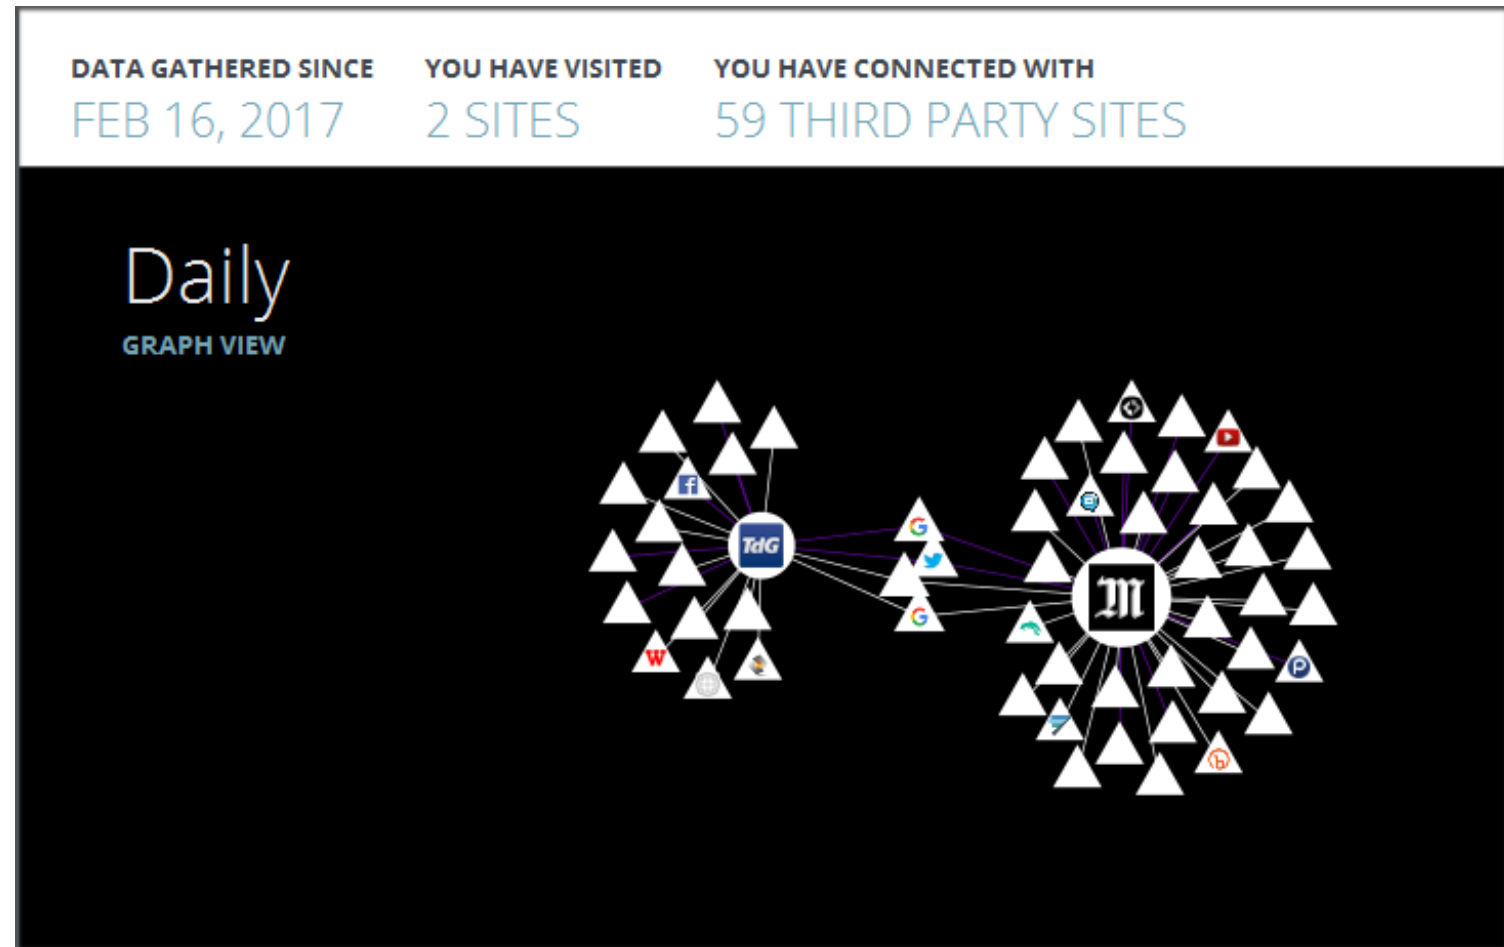 DATA GATHERED SINCE YOU HAVE VISITED YOU HAVE CONNECTED WITH
FEB 16, 2017 2 SITES 59 THIRD PARTY SITES
Daily
GRAPH VIEW
f
G
TdG
G
W
M
P
b